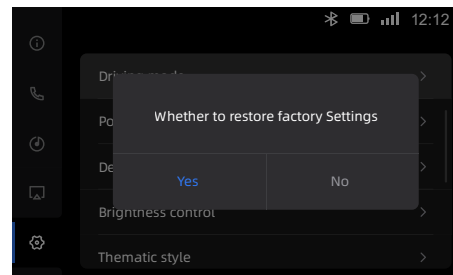 12:12
Whether to restore factory Settings
Yes
No
Brightness control
Thematic style